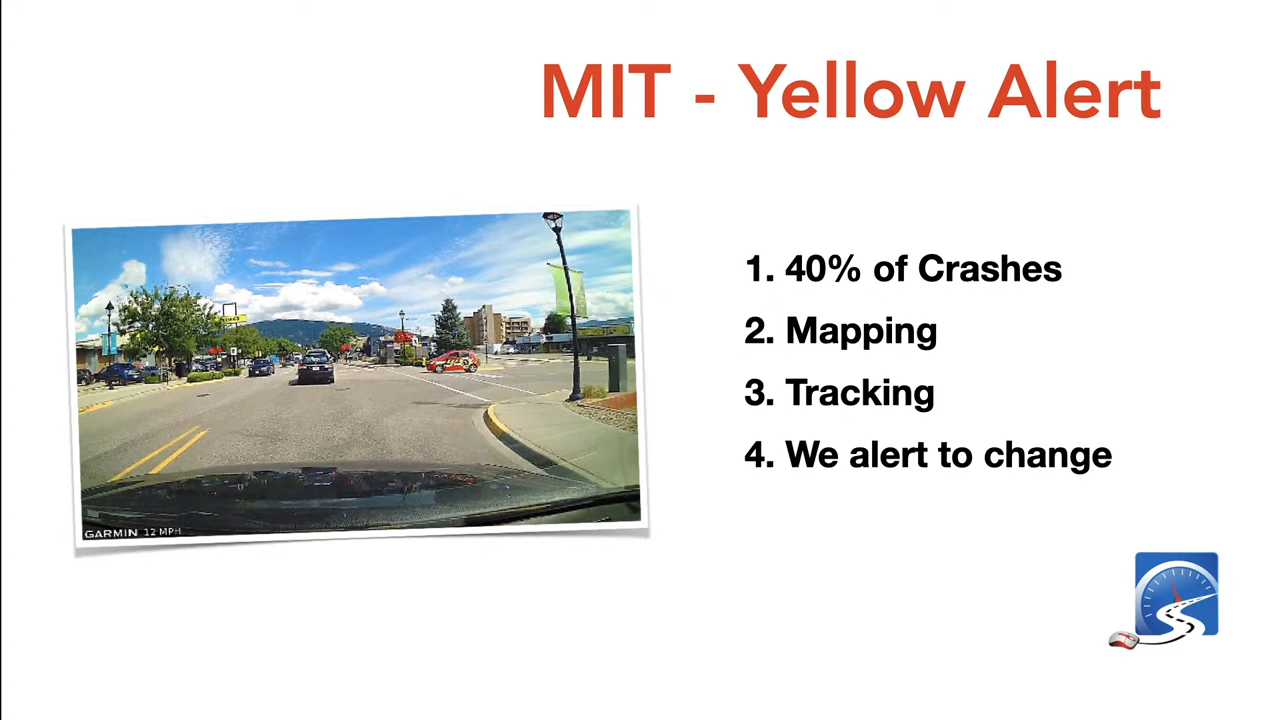 MIT - Yellow Alert
1. 40% of Crashes
2. Mapping
3. Tracking
4. We alert to change
GARMIN 12 MPH